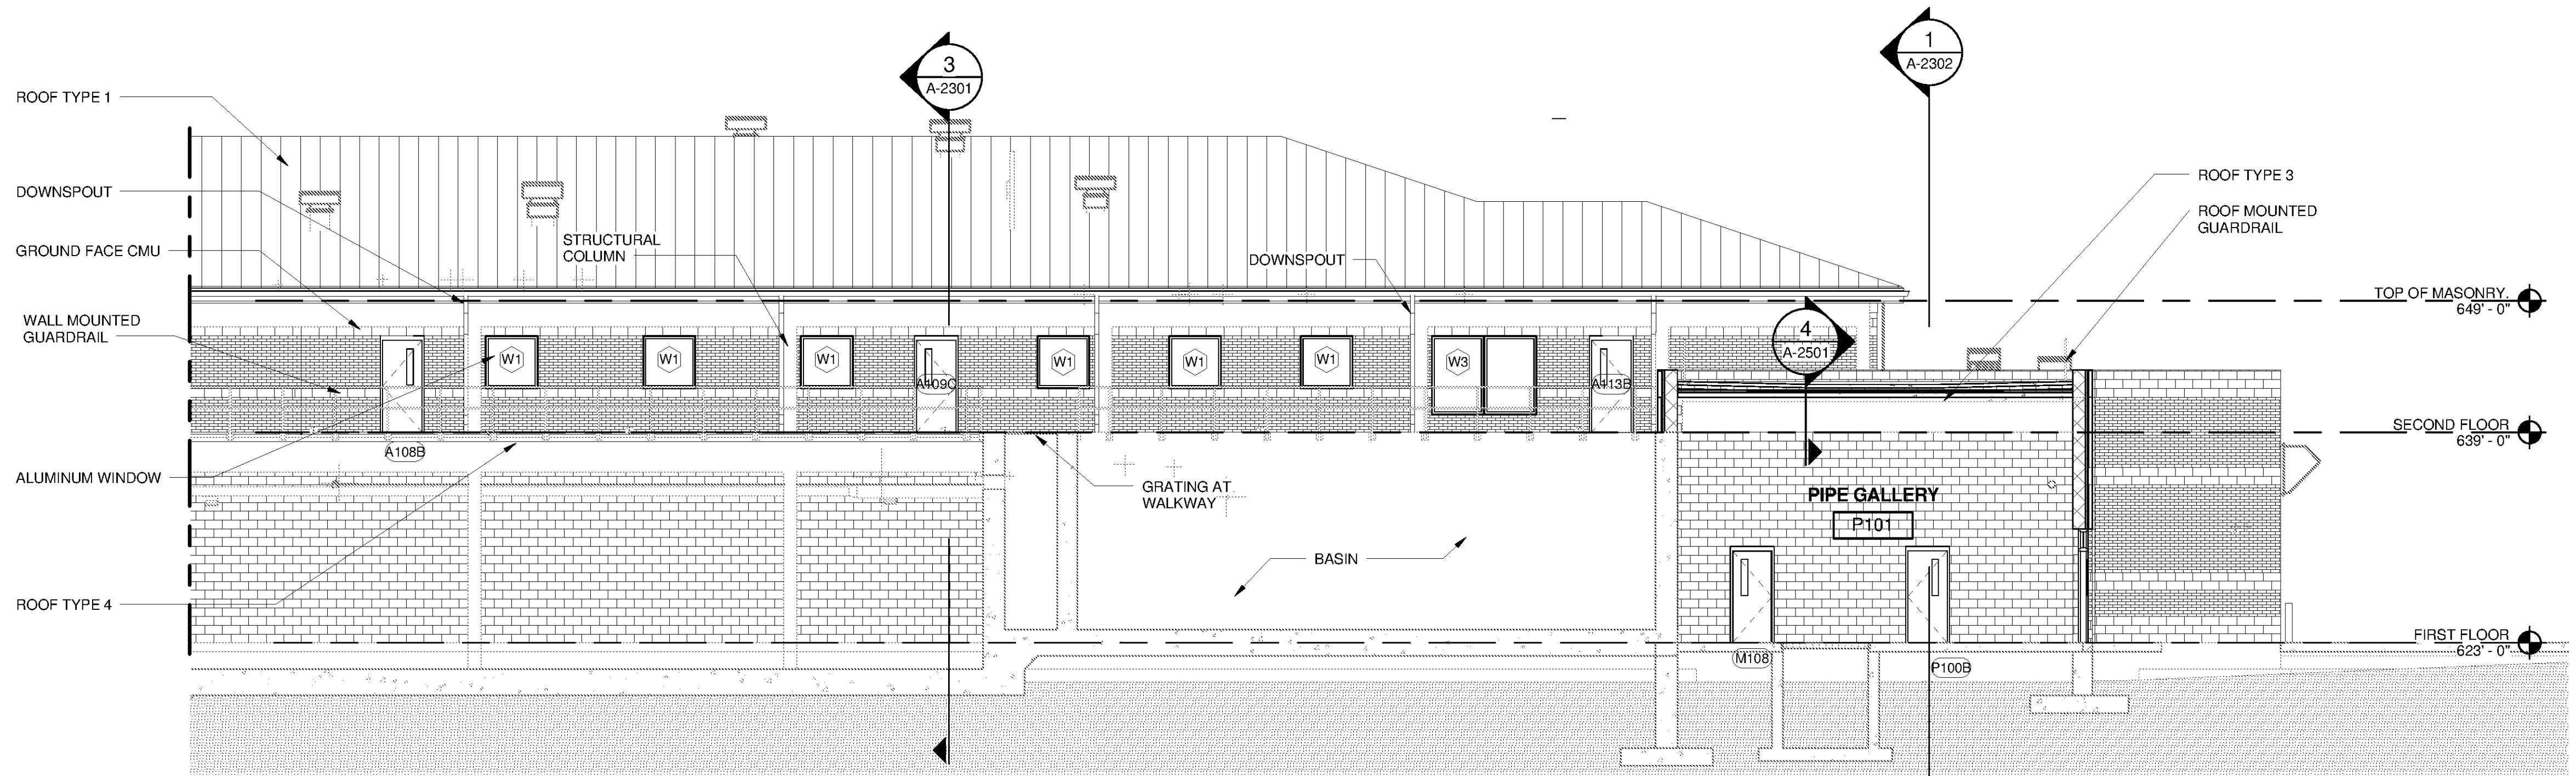 1
A-2302
3
A-2301
ROOF TYPE 1
ROOF TYPE 3
DOWNSPOUT
ROOF MOUNTED
GUARDRAIL
STRUCTURAL
COLUMN
GROUND FACE CMU
DOWNSPOUT
TOP OF MASONRY.
649' - 0"
WALL MOUNTED
GUARDRAIL
4
A-2501
W1
W1
W1
W1
W1
W1
W3
A109C
A113B
SECOND FLOOR
639' - 0"
A108B
ALUMINUM WINDOW
GRATING AT
WALKWAY
PIPE GALLERY
P101
BASIN
ROOF TYPE 4
FIRST FLOOR
623' - 0"
M108
P100B